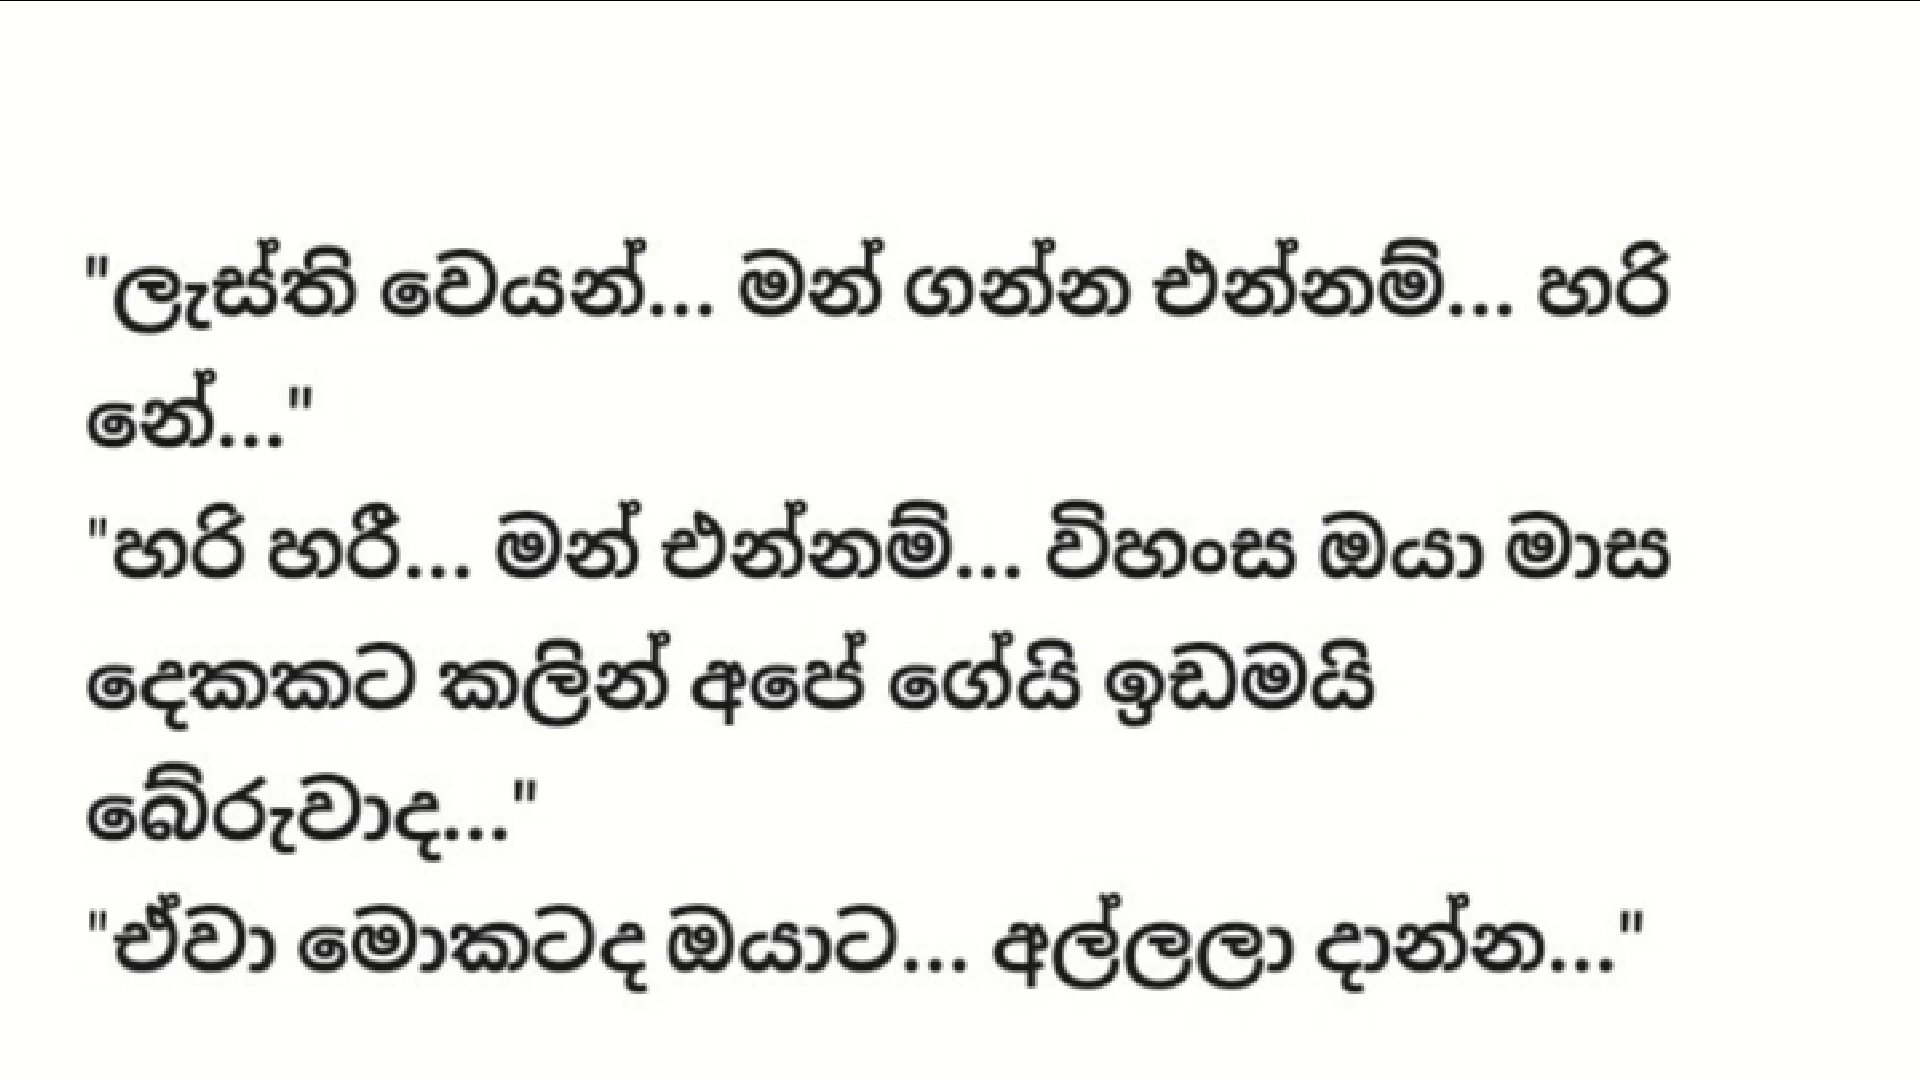 "ලැස්ති වෙයන්... මන් ගන්න එන්නම්... හරි
නේ..."
"හරි හරී... මන් එන්නම්... විහංස ඔයා මාස
දෙකකට කලින් අපේ ගේයි ඉඩමයි
බේරුවාද..."
"ඒවා මොකටද ඔයාට... අල්ලලා දාන්න..."